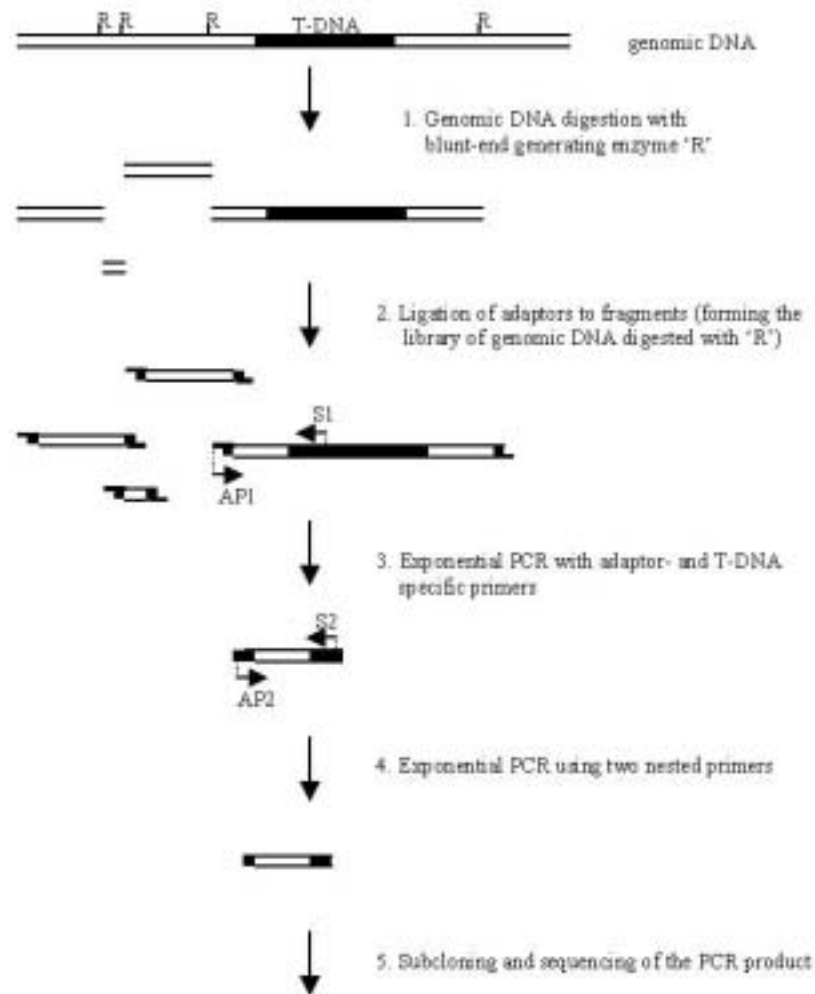 R R R T-DNA R
genomic DNA
1. Genomic DNA digestion with
blunt-end generating enzyme "R"
2. Ligation of adaptors to fragments (forming the
library of genomic DNA digested with "R")
S1
AP1
3. Exponential PCR with adaptor- and T-DNA
specific primers
S2
AP2
4. Exponential PCR using two nested primers
5. Subcloning and sequencing of the PCR product